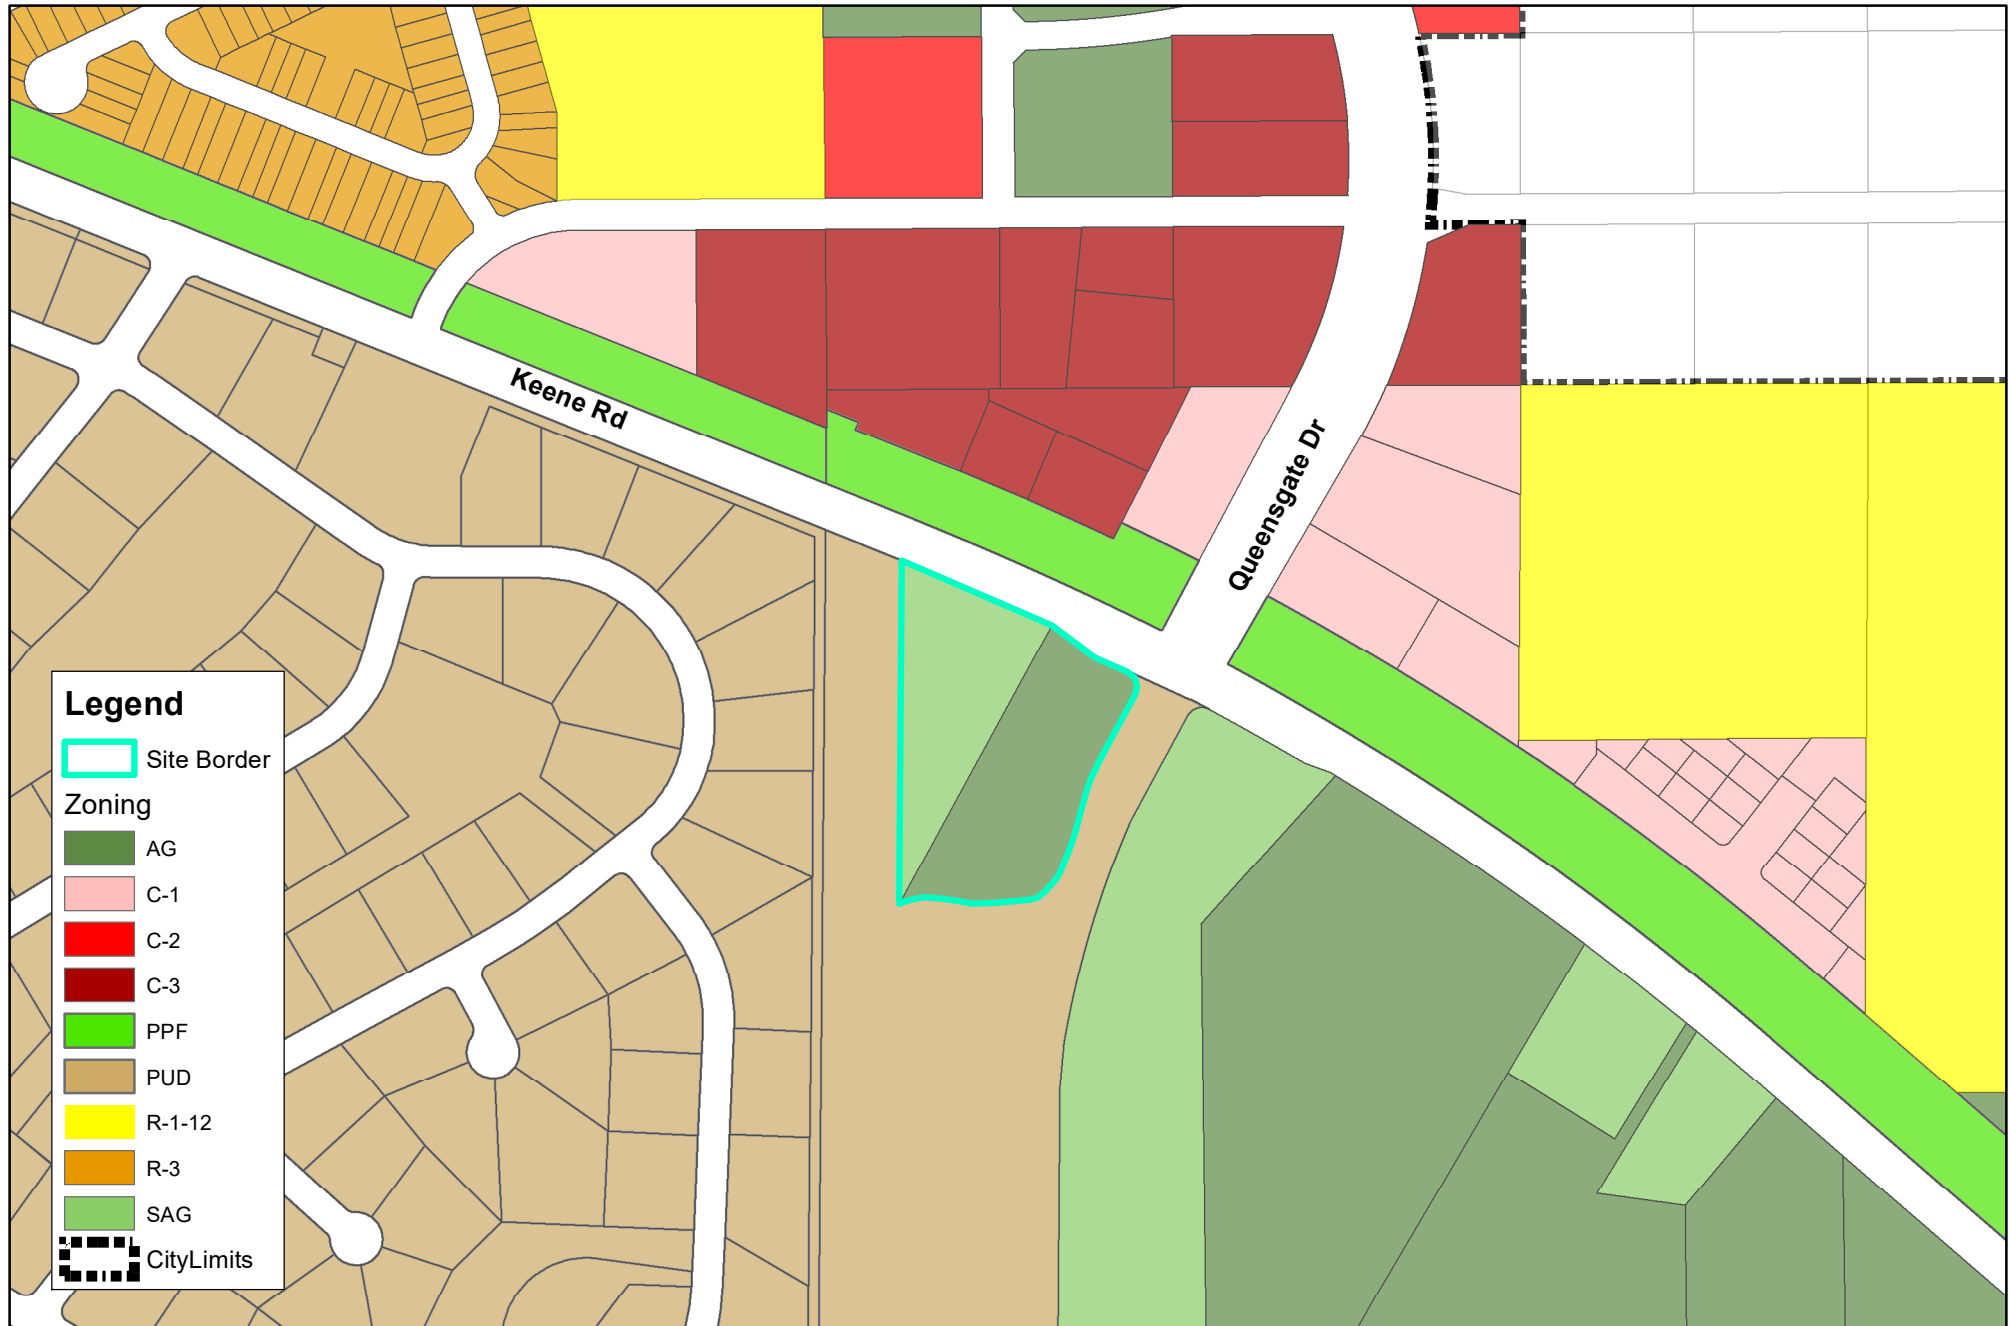 Keene Rd
Queensgate Dr
Legend
Site Border
Zoning
AG
C-1
C-2
C-3
PPF
PUD
R-1-12
R-3
SAG
CityLimits